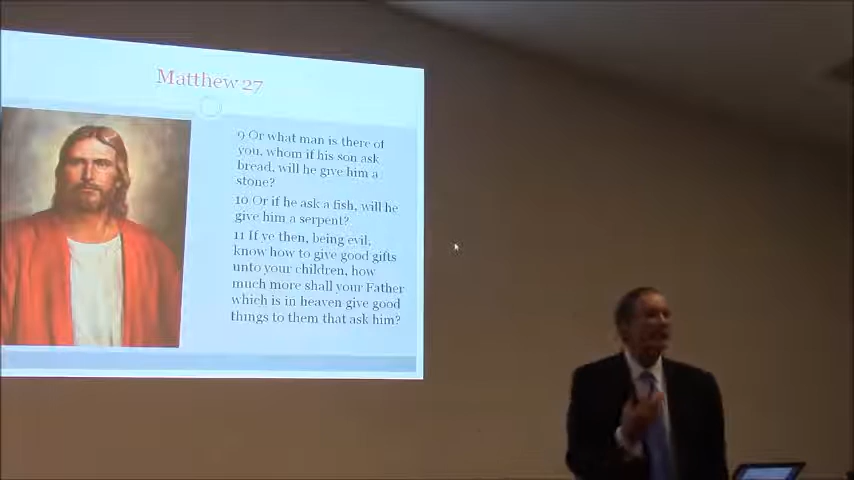 Matthew 27
9 Or what man is there of
you, whom if his son ask
bread, will he give him a
stone?
10 Or if he ask a fish, will he
give him a serpent?
11 If ye then, being evil,
know how to give good gifts
unto your children, how
much more shall your Father
which is in heaven give good
things to them that ask him?